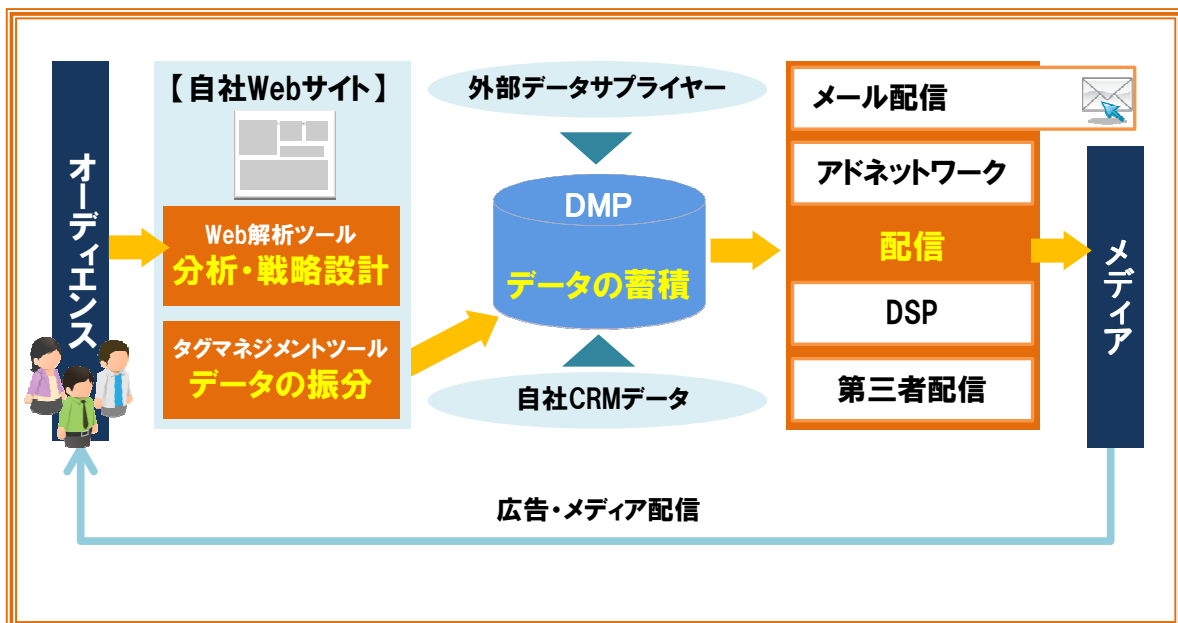 オーディエンス
【自社Webサイト】
Web解析ツール
分析・戦略設計
タグマネジメントツール
データの振分
外部データサプライヤー
DMP
データの蓄積
自社CRMデータ
メール配信
アドネットワーク
配信
DSP
第三者配信
メディア
広告・メディア配信